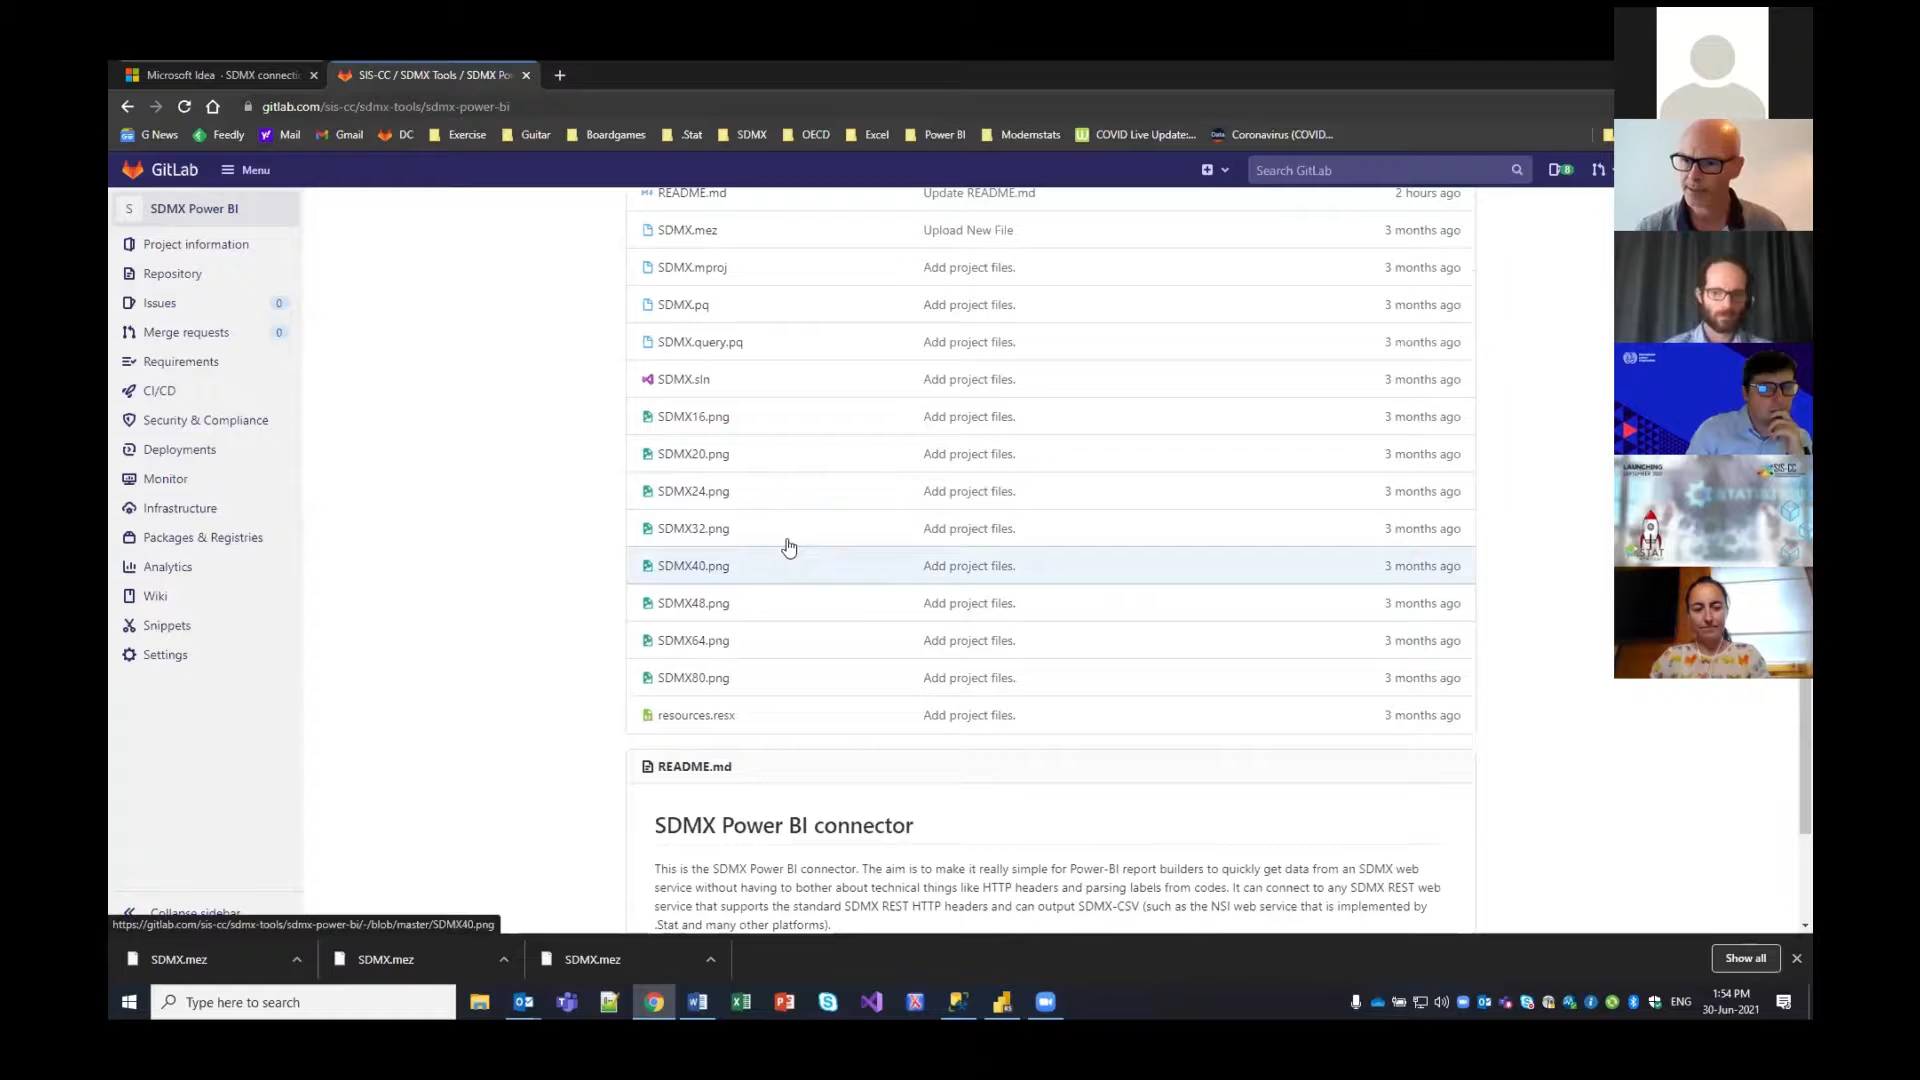 Microsoft Idea · SDMX connectio
SIS-CC / SDMX Tools / SDMX Po
gitlab.com/sis-cc/sdmx-tools/sdmx-power-bi
G News
Feedly
Mail
Gmail
DC
Exercise
Guitar
Boardgames
.Stat
SDMX
OECD
Excel
Power BI
Modernstats
COVID Live Update:...
Coronavirus (COVID...
GitLab
Menu
Search GitLab
8
S SDMX Power BI
Project information
Repository
Issues 0
Merge requests 0
Requirements
CI/CD
Security & Compliance
Deployments
Monitor
Infrastructure
Packages & Registries
Analytics
Wiki
Snippets
Settings
Collapse sidebar
README.md Update README.md 2 hours ago
SDMX.mez Upload New File 3 months ago
SDMX.mproj Add project files. 3 months ago
SDMX.pq Add project files. 3 months ago
SDMX.query.pq Add project files. 3 months ago
SDMX.sln Add project files. 3 months ago
SDMX16.png Add project files. 3 months ago
SDMX20.png Add project files. 3 months ago
SDMX24.png Add project files. 3 months ago
SDMX32.png Add project files. 3 months ago
SDMX40.png Add project files. 3 months ago
SDMX48.png Add project files. 3 months ago
SDMX64.png Add project files. 3 months ago
SDMX80.png Add project files. 3 months ago
resources.resx Add project files. 3 months ago
README.md
SDMX Power BI connector
This is the SDMX Power BI connector. The aim is to make it really simple for Power-BI report builders to quickly get data from an SDMX web
service without having to bother about technical things like HTTP headers and parsing labels from codes. It can connect to any SDMX REST web
service that supports the standard SDMX REST HTTP headers and can output SDMX-CSV (such as the NSI web service that is implemented by
.Stat and many other platforms).
https://gitlab.com/sis-cc/sdmx-tools/sdmx-power-bi/-/blob/master/SDMX40.png
SDMX.mez
SDMX.mez
SDMX.mez
Show all
Type here to search
ENG
1:54 PM
30-Jun-2021
LAUNCHING
SEPTEMBER 2021
SIS-CC
STAT